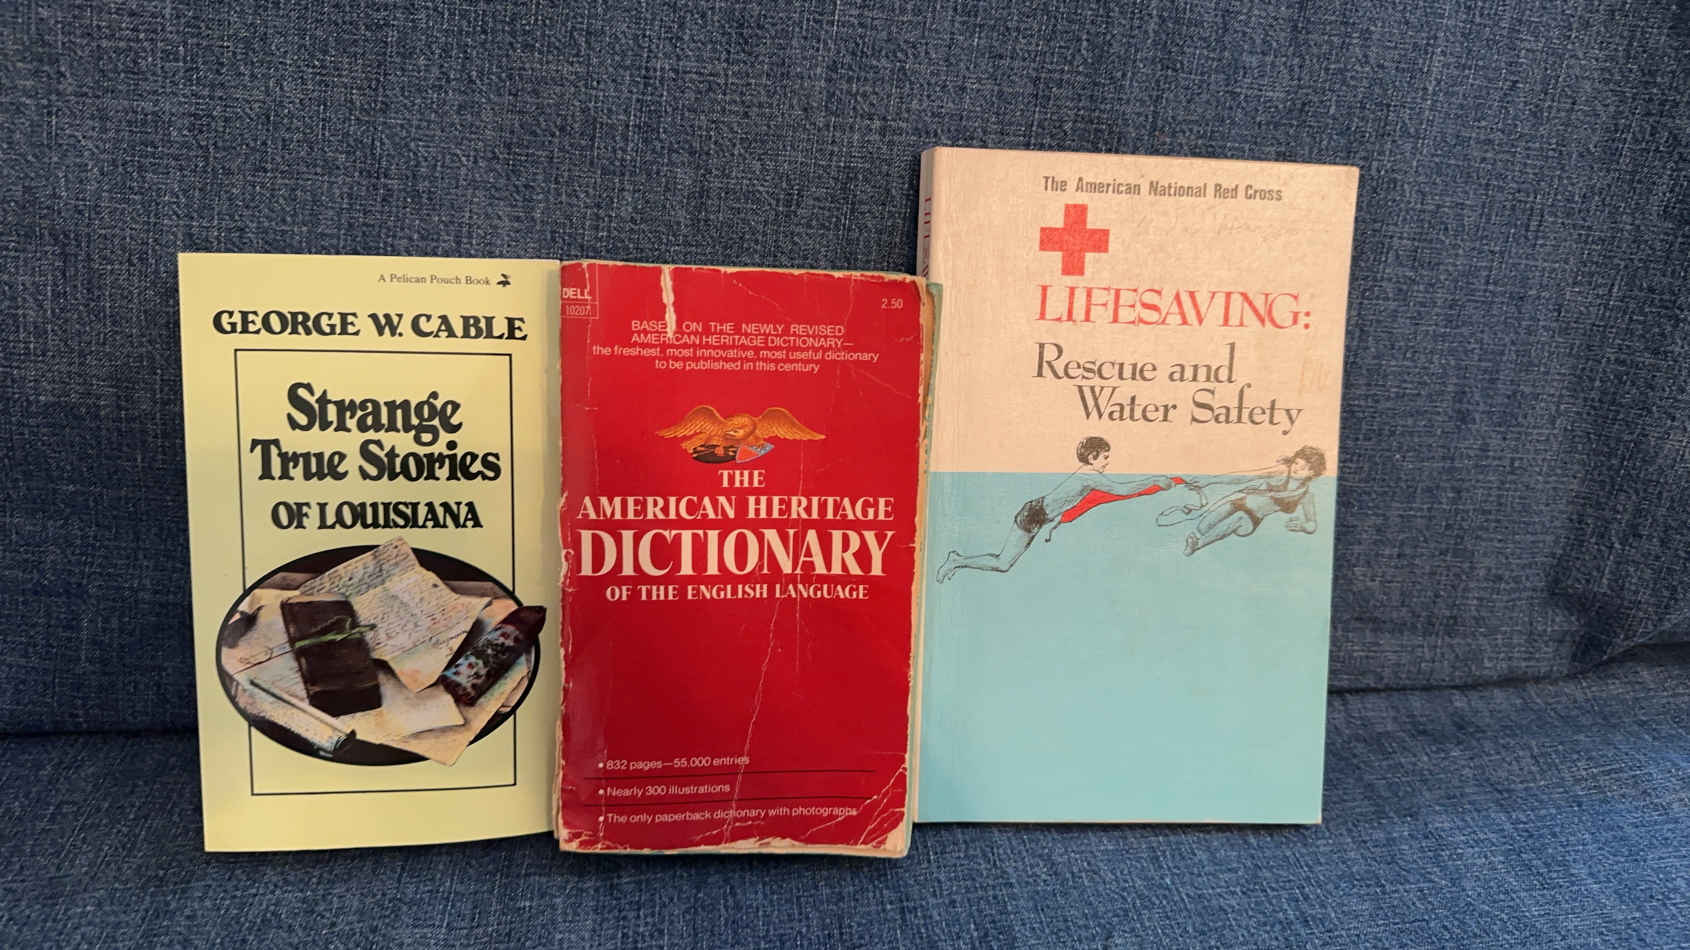 A Pelican Pouch Book
GEORGE W. CABLE
Strange
True Stories
OF LOUISIANA
DELL
10207
2.50
BASED ON THE NEWLY REVISED
AMERICAN HERITAGE DICTIONARY—
the freshest, most innovative, most useful dictionary
to be published in this century
THE
AMERICAN HERITAGE
DICTIONARY
OF THE ENGLISH LANGUAGE
• 832 pages—55,000 entries
• Nearly 300 illustrations
• The only paperback dictionary with photographs
The American National Red Cross
LIFESAVING:
Rescue and
Water Safety